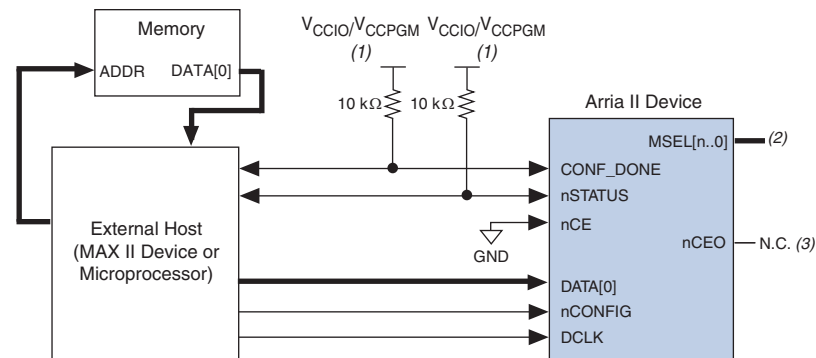 Memory
ADDR
DATA[0]
VCCIO/VCCPGM
(1)
VCCIO/VCCPGM
(1)
10 kΩ
10 kΩ
Arria II Device
MSEL[n..0]
(2)
CONF_DONE
nSTATUS
nCE
GND
nCEO
N.C. (3)
External Host
(MAX II Device or
Microprocessor)
DATA[0]
nCONFIG
DCLK